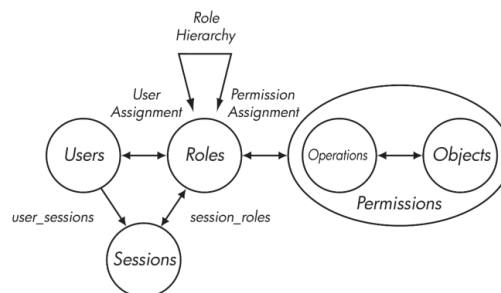 Role
Hierarchy
User
Assignment
Permission
Assignment
Users
Roles
Operations
Objects
Permissions
user_sessions
session_roles
Sessions